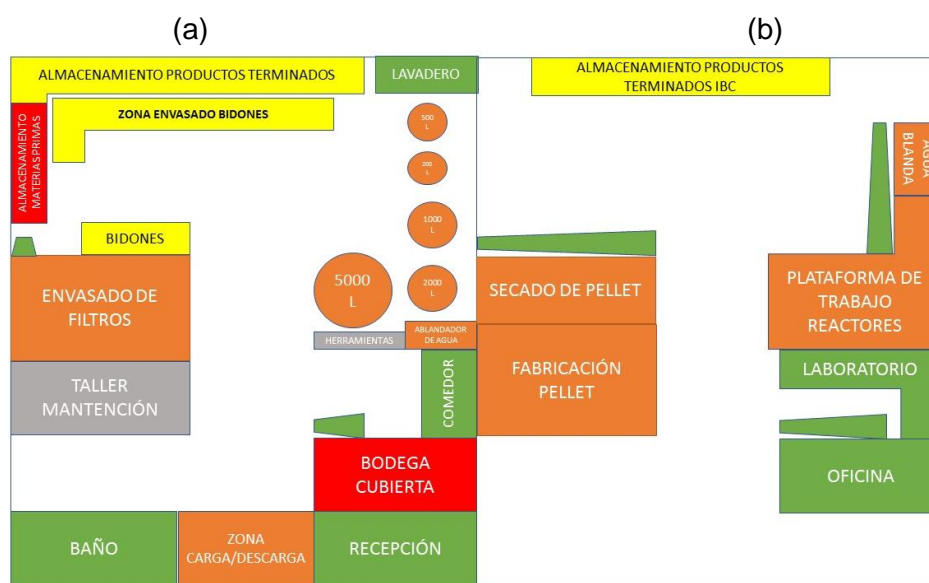 (a)
(b)
ALMACENAMIENTO PRODUCTOS TERMINADOS
LAVADERO
ALMACENAMIENTO PRODUCTOS
TERMINADOS IBC
ZONA ENVASADO BIDONES
ALMACENAMIENTO
MATERIAS PRIMAS
500
L
200
L
1000
L
5000
L
2000
L
AGUA
BLANDA
BIDONES
ENVASADO DE
FILTROS
SECADO DE PELLET
PLATAFORMA DE
TRABAJO
REACTORES
HERRAMIENTAS
ABLANDADOR
DE AGUA
TALLER
MANTENCIÓN
COMEDOR
FABRICACIÓN
PELLET
LABORATORIO
BODEGA
CUBIERTA
OFICINA
BAÑO
ZONA
CARGA/DESCARGA
RECEPCIÓN